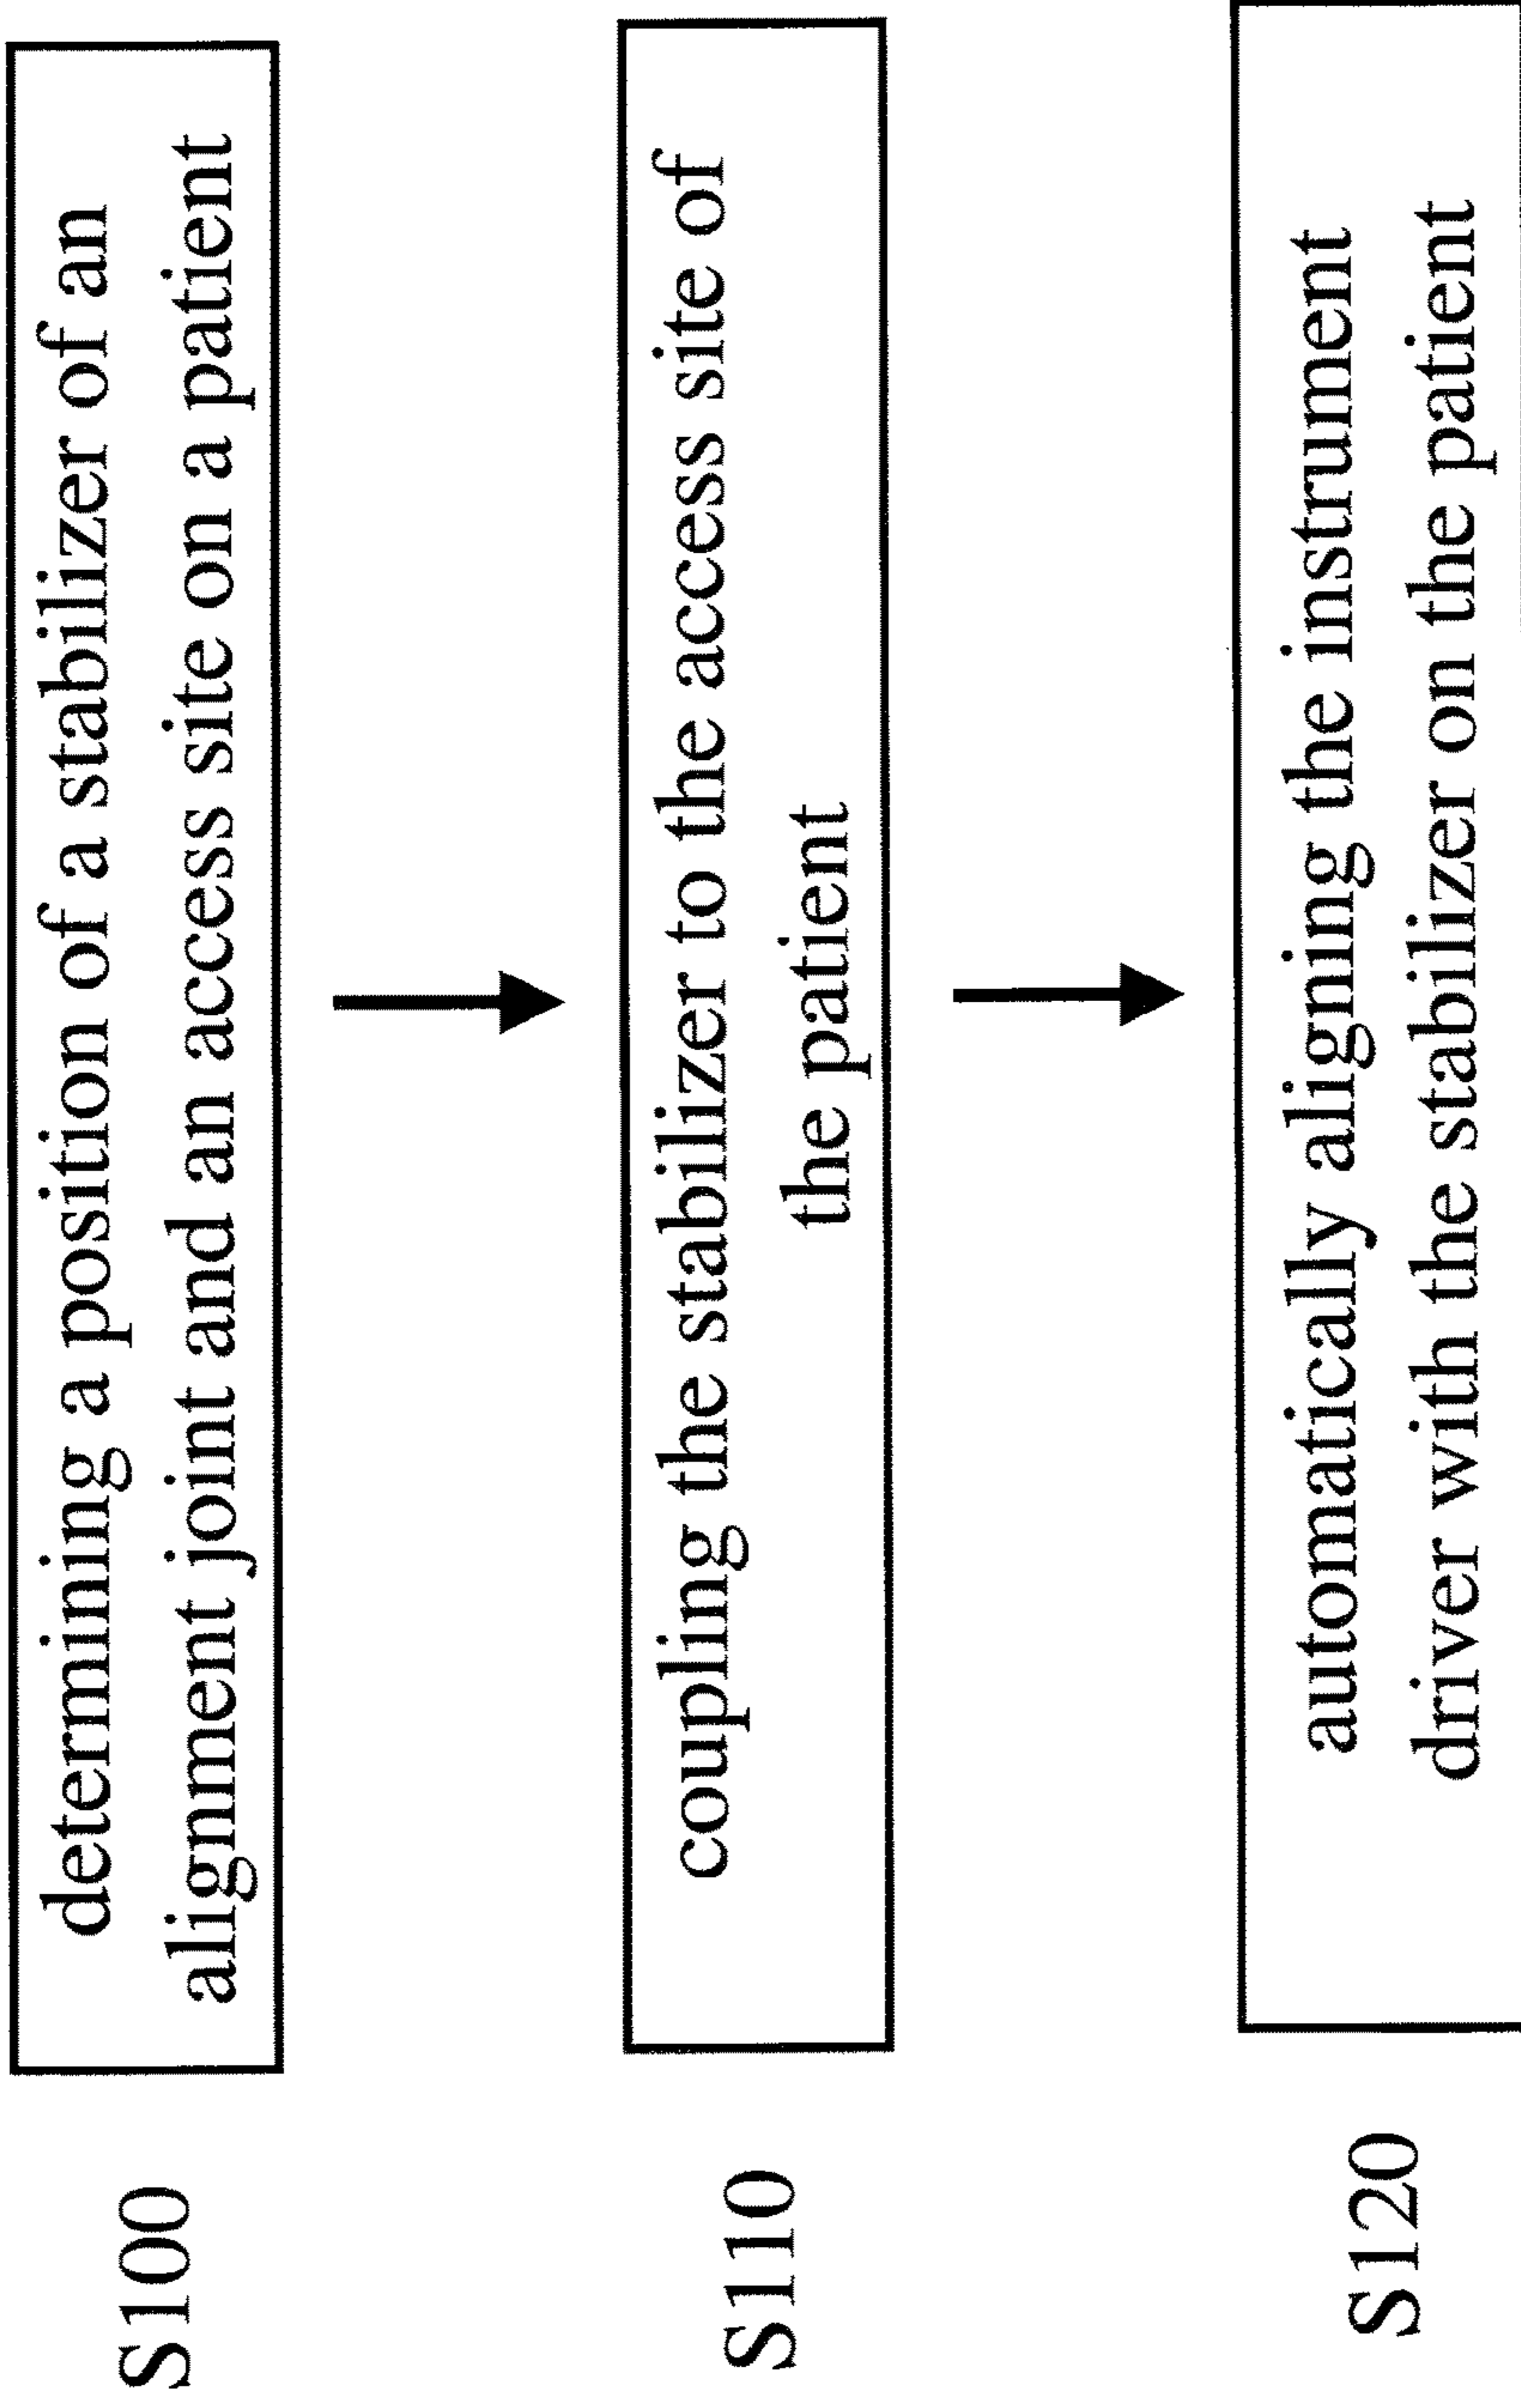 S100
determining a position of a stabilizer of an
alignment joint and an access site on a patient
S110
coupling the stabilizer to the access site of
the patient
S120
automatically aligning the instrument
driver with the stabilizer on the patient